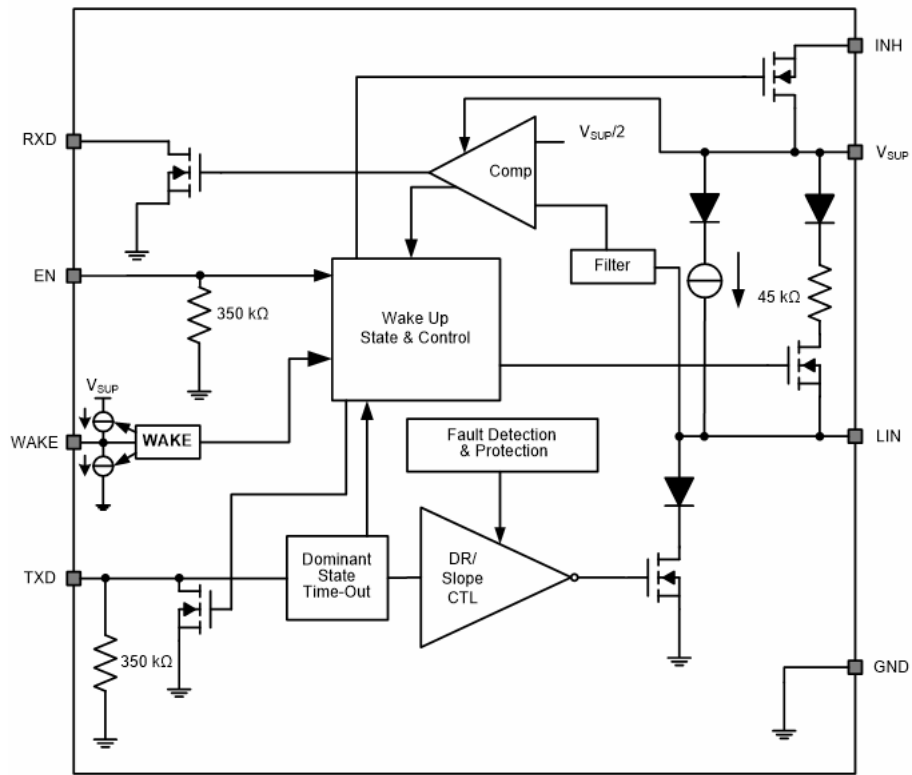 INH
RXD
V_SUP/2
V_SUP
Comp
EN
Filter
350 kΩ
45 kΩ
Wake Up
State & Control
V_SUP
WAKE
WAKE
Fault Detection
& Protection
LIN
TXD
Dominant
State
Time-Out
DR/
Slope
CTL
350 kΩ
GND